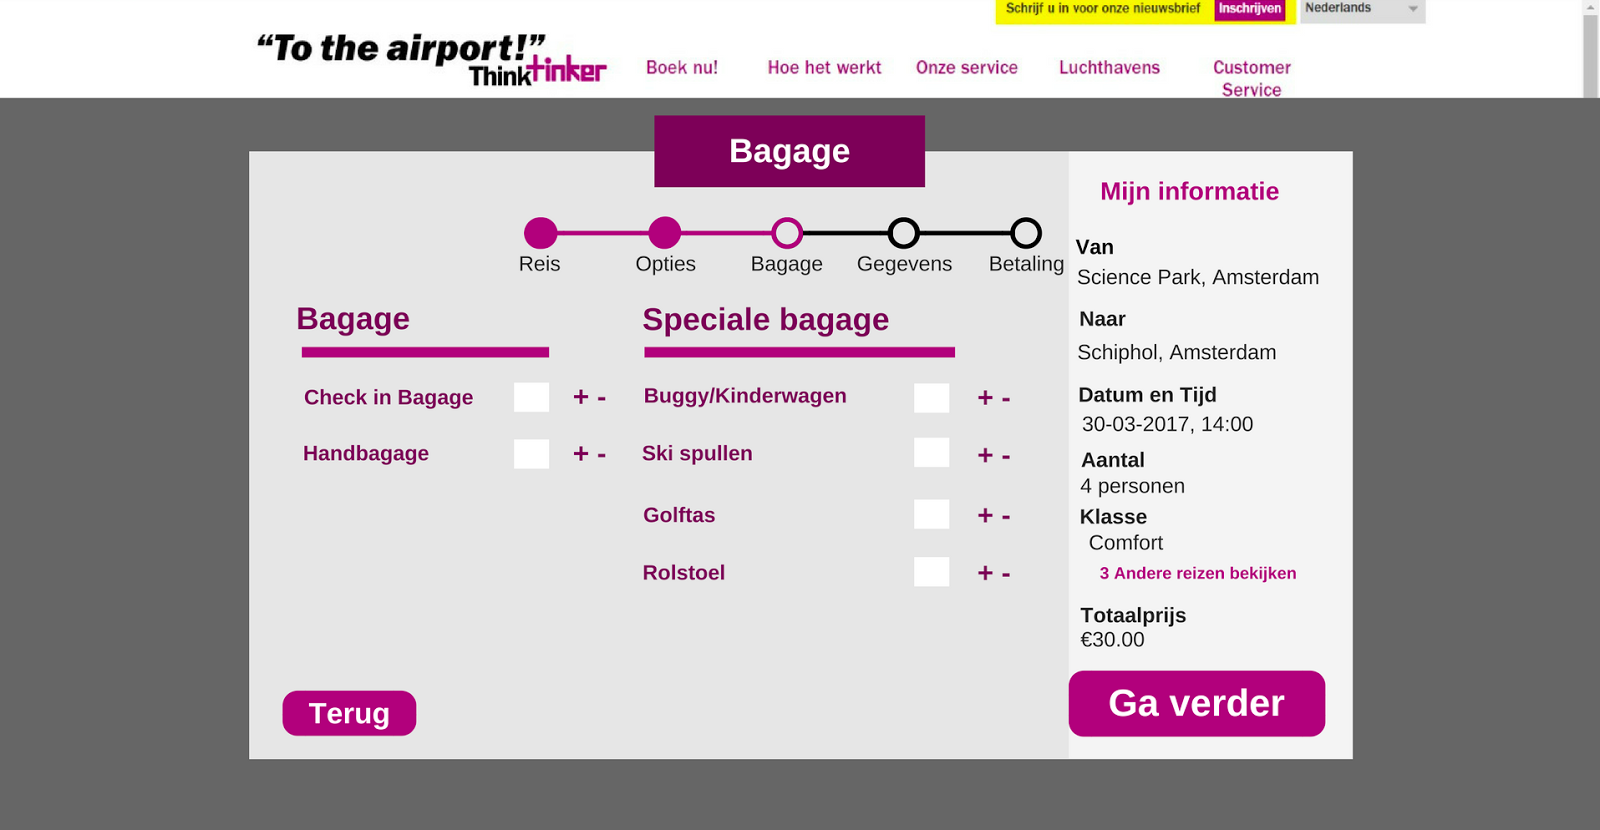 Schrijf u in voor onze nieuwsbrief
Inschrijven
Nederlands
“To the airport!”
Thinktinker
Boek nu!
Hoe het werkt
Onze service
Luchthavens
Customer
Service
Bagage
Reis
Opties
Bagage
Gegevens
Betaling
Bagage
Check in Bagage
+ -
Handbagage
+ -
Speciale bagage
Buggy/Kinderwagen
+ -
Ski spullen
+ -
Golftas
+ -
Rolstoel
+ -
Terug
Mijn informatie
Van
Science Park, Amsterdam
Naar
Schiphol, Amsterdam
Datum en Tijd
30-03-2017, 14:00
Aantal
4 personen
Klasse
Comfort
3 Andere reizen bekijken
Totaalprijs
€30.00
Ga verder